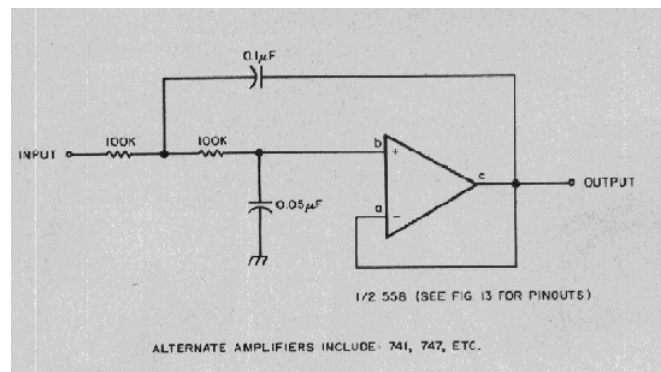 0.1µF
100K
100K
INPUT
b
+
c
OUTPUT
0.05µF
a
−
1/2 558 (SEE FIG. 13 FOR PINOUTS)
ALTERNATE AMPLIFIERS INCLUDE: 741, 747, ETC.